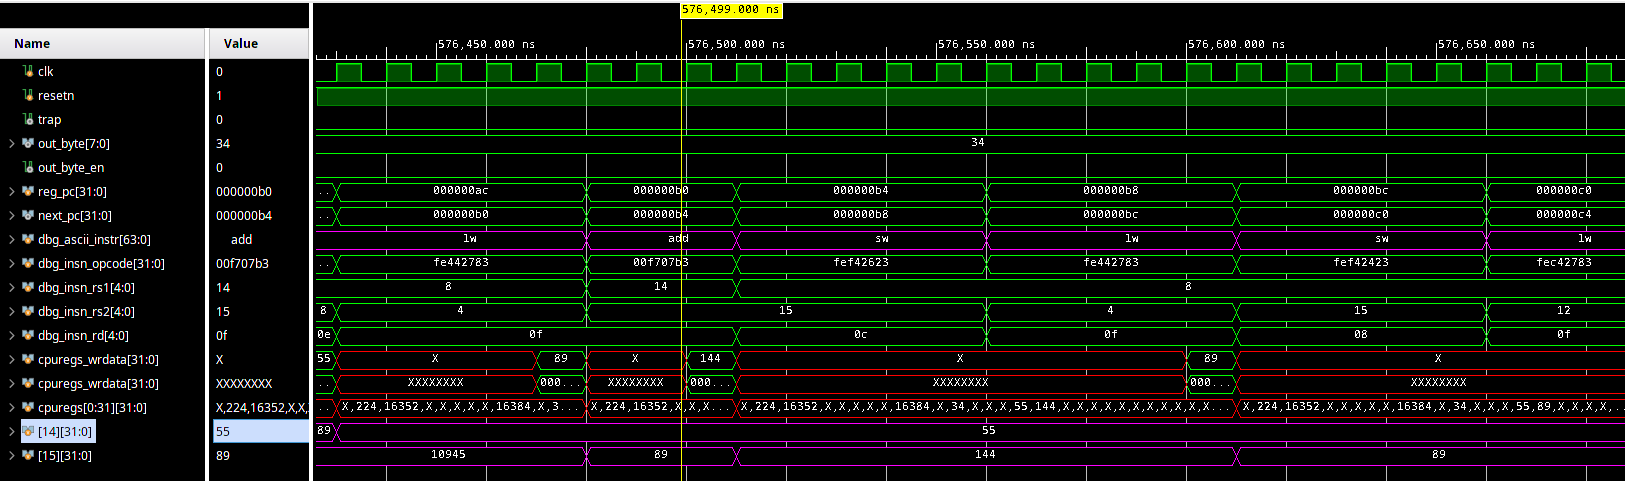 576,499.000 ns
Name Value 576,450.000 ns 576,500.000 ns 576,550.000 ns 576,600.000 ns 576,650.000 ns
clk 0
resetn 1
trap 0
out_byte[7:0] 34 34
out_byte_en 0
reg_pc[31:0] 000000b0 ... 000000ac 000000b0 000000b4 000000b8 000000bc 000000c0
next_pc[31:0] 000000b4 ... 000000b0 000000b4 000000b8 000000bc 000000c0 000000c4
dbg_ascii_instr[63:0] add lw add sw lw sw lw
dbg_insn_opcode[31:0] 00f707b3 ... fe442783 00f707b3 fef42623 fe442783 fef42423 fec42783
dbg_insn_rs1[4:0] 14 8 14 8
dbg_insn_rs2[4:0] 15 8 4 15 4 15 12
dbg_insn_rd[4:0] 0f 0e 0f 0c 0f 08 0f
cpuregs_wrdata[31:0] X 55 X 89 X 144 X 89 X
cpuregs_wrdata[31:0] XXXXXXXX ... XXXXXXXX 000... XXXXXXXX 000... XXXXXXXX 000... XXXXXXXX
cpuregs[0:31][31:0] X,224,16352,X,X, ... X,224,16352,X,X,X,X,X,16384,X,3... X,224,16352,X,X,X... X,224,16352,X,X,X,X,X,16384,X,34,X,X,X,55,144,X,X,X,X,X,X,X,X,X,X... X,224,16352,X,X,X,X,X,16384,X,34,X,X,X,55,89,X,X,X,X,...
[14][31:0] 55 89 55
[15][31:0] 89 10945 89 144 89